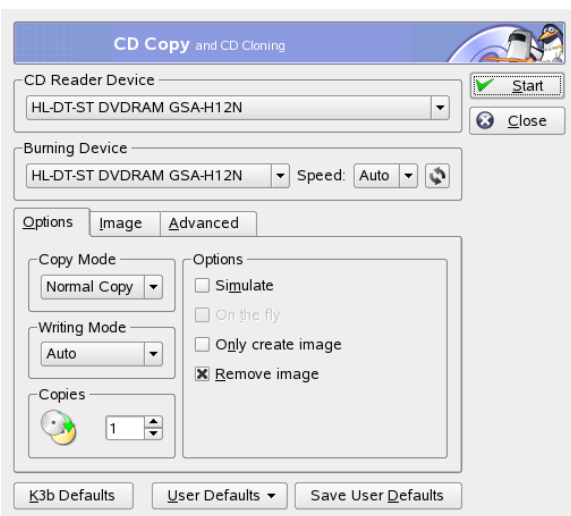 CD Copy and CD Cloning
CD Reader Device
HL-DT-ST DVDRAM GSA-H12N
Start
Close
Burning Device
HL-DT-ST DVDRAM GSA-H12N
Speed: Auto
Options
Image
Advanced
Copy Mode
Normal Copy
Writing Mode
Auto
Copies
1
Options
Simulate
On the fly
Only create image
Remove image
K3b Defaults
User Defaults
Save User Defaults